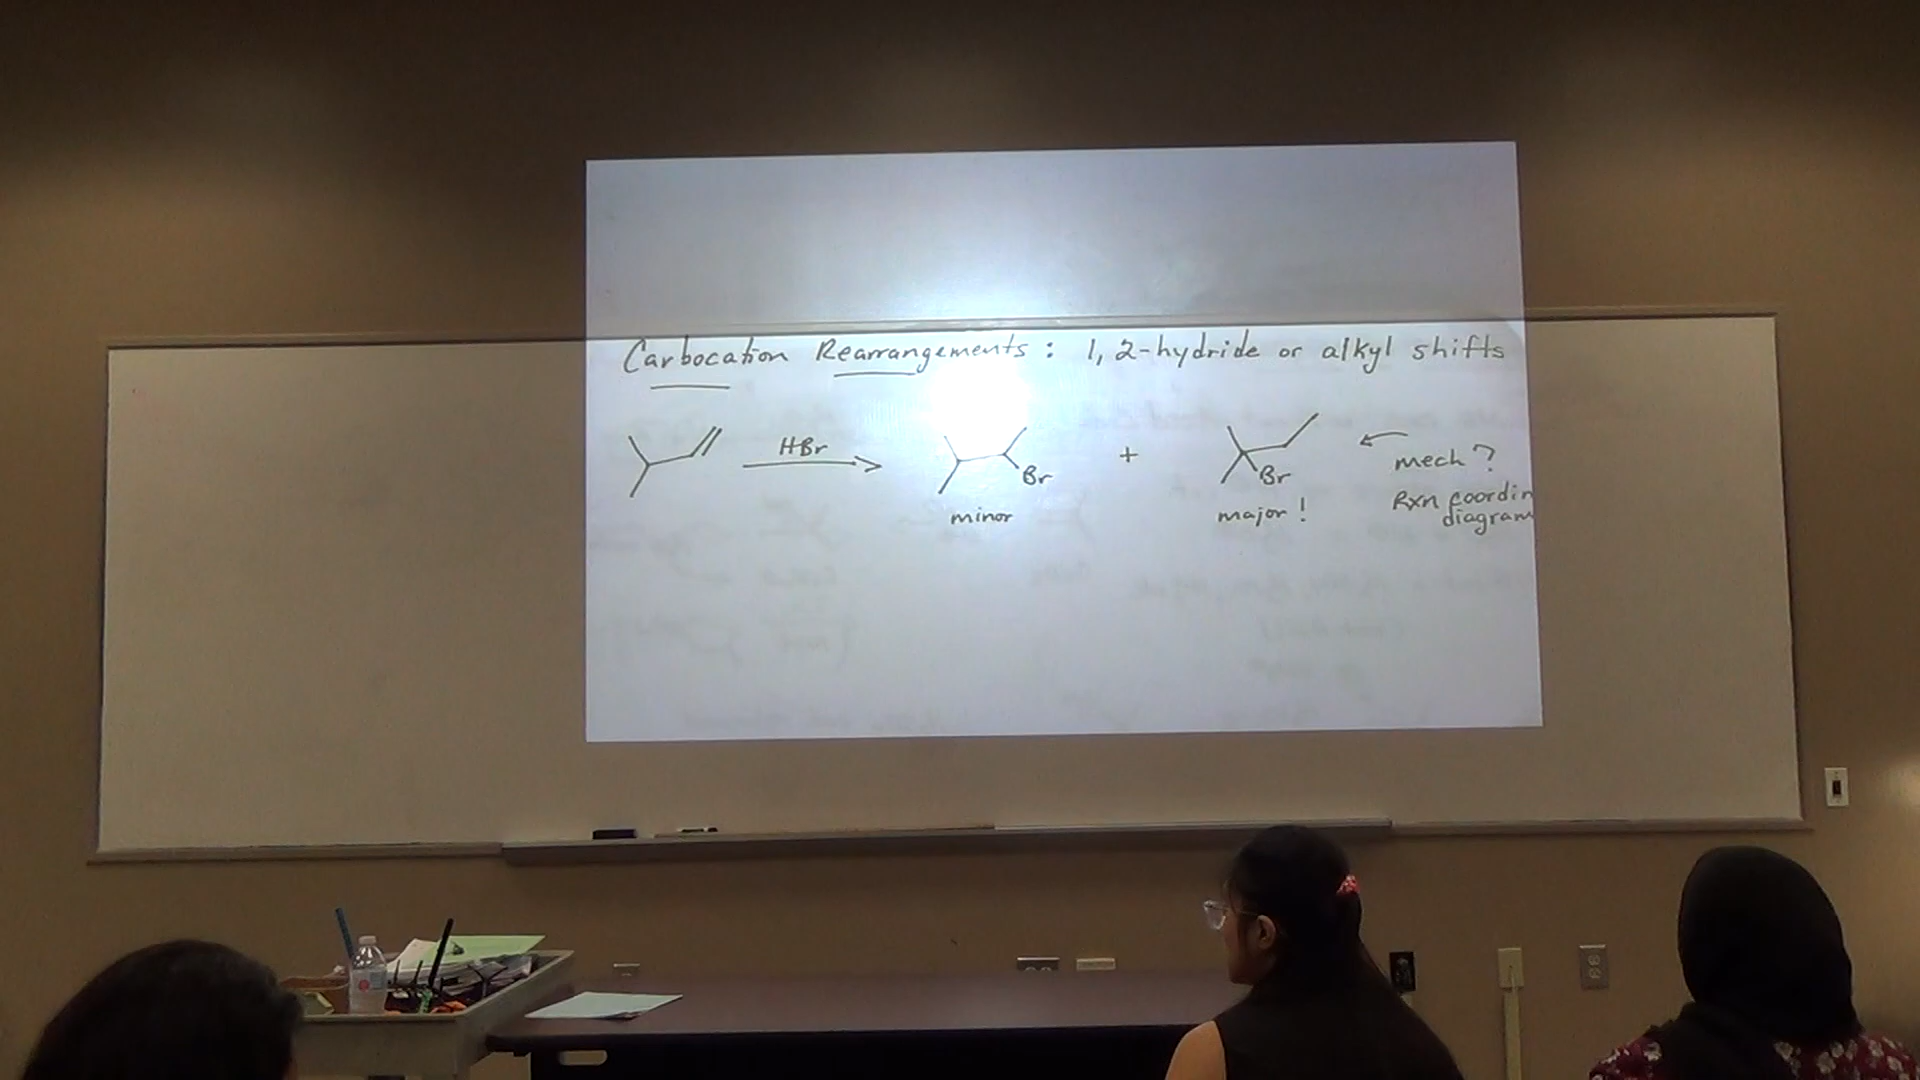 Carbocation Rearrangements : 1,2-hydride or alkyl shifts
HBr
Br
minor
+
Br
major !
mech ?
Rxn coordin
diagram